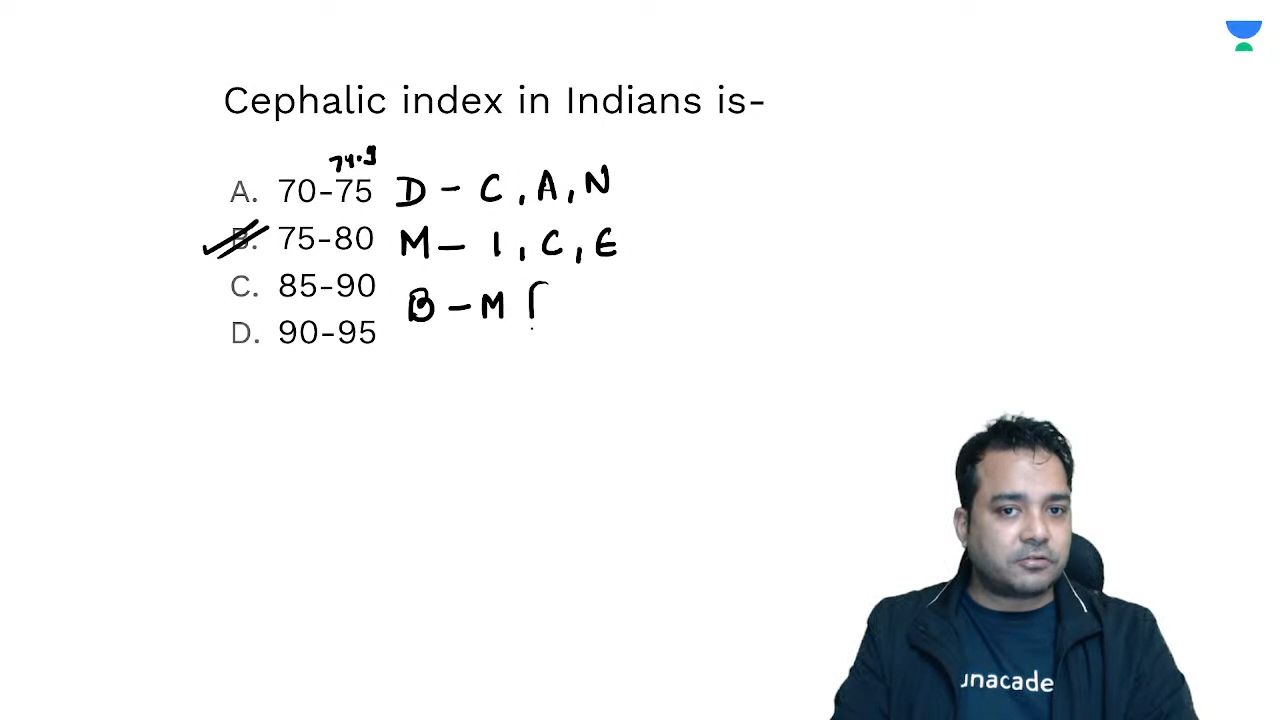 Cephalic index in Indians is-
74.9
A. 70-75 D - C, A, N
B. 75-80 M - I, C, E
C. 85-90
B - M
D. 90-95
unacade